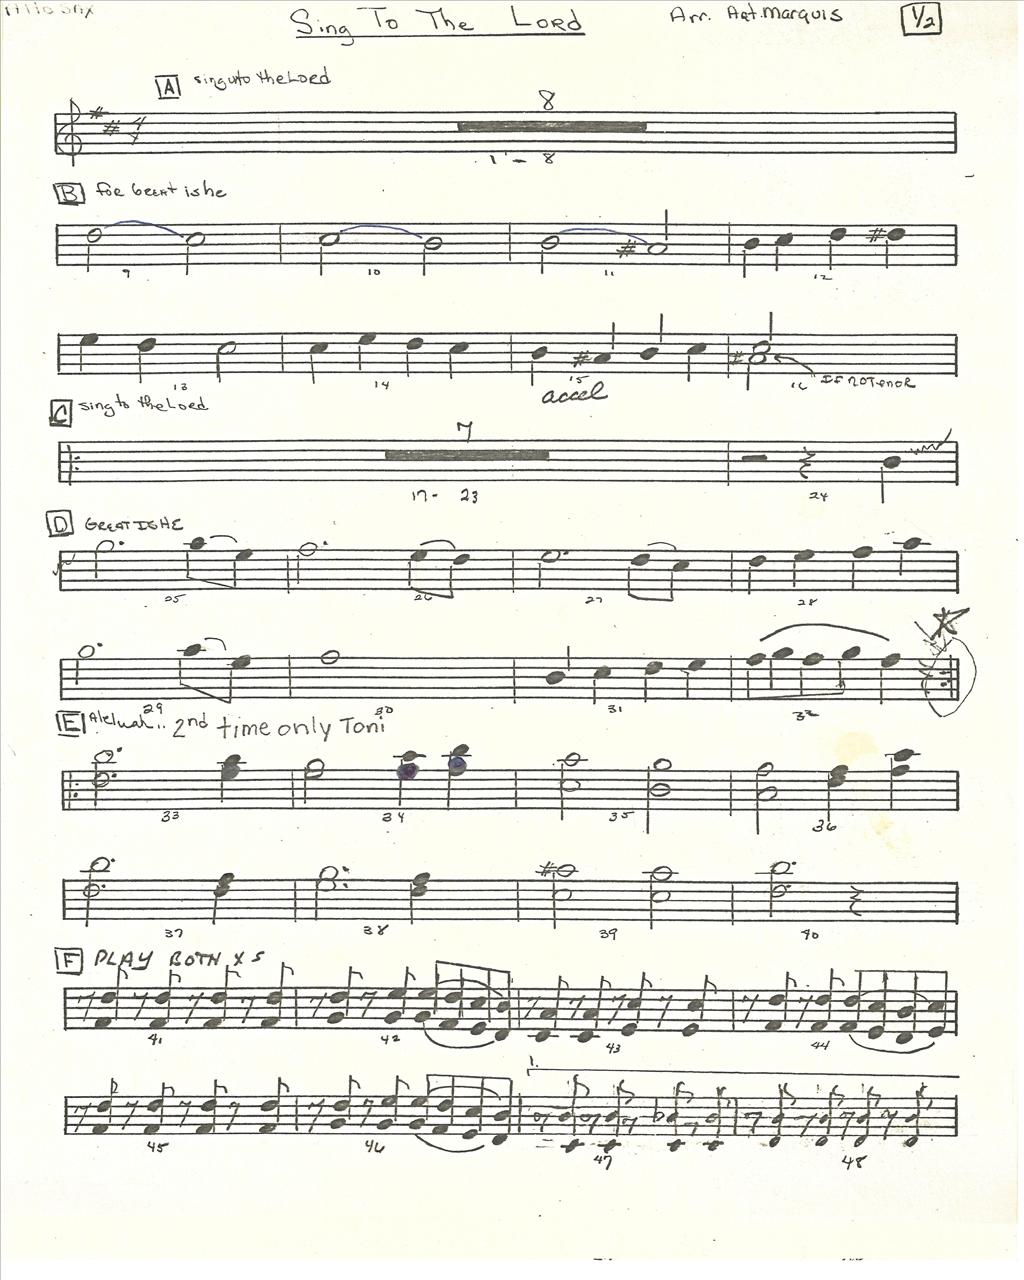 Alto Sax
Sing To The Lord
Arr. Art. Marquis
1/2
A sing unto the Lord
8
1 - 8
B For Great is he
9 10 11 12
13 14 15 16
accel
If no Tenor
C sing to the Lord
7
17 - 23 24
D Great Is He
25 26 27 28
29 30 31 32
E Aleluah.. 2nd time only Toni
33 34 35 36
37 38 39 40
F PLAY BOTH X S
41 42 43 44
1.
45 46 47 48